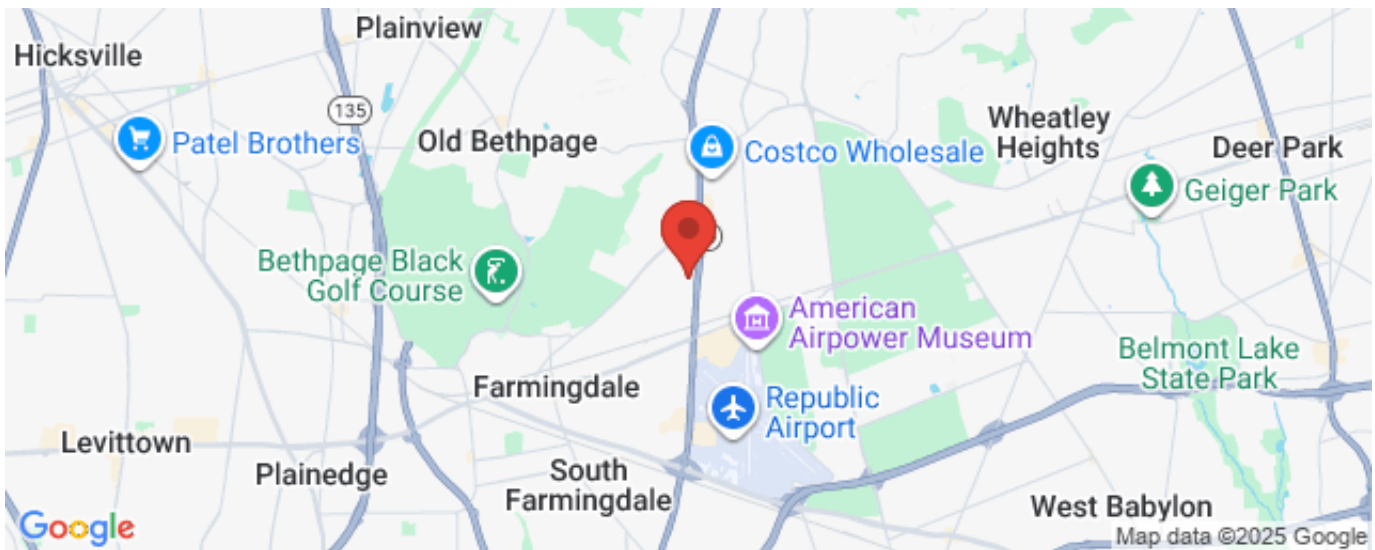 Plainview
Hicksville
135
Patel Brothers
Old Bethpage
Costco Wholesale
Wheatley
Heights
Deer Park
Geiger Park
Bethpage Black
Golf Course
American
Airpower Museum
Belmont Lake
State Park
Farmingdale
Republic
Airport
Levittown
Plainedge
South
Farmingdale
West Babylon
Google
Map data ©2025 Google